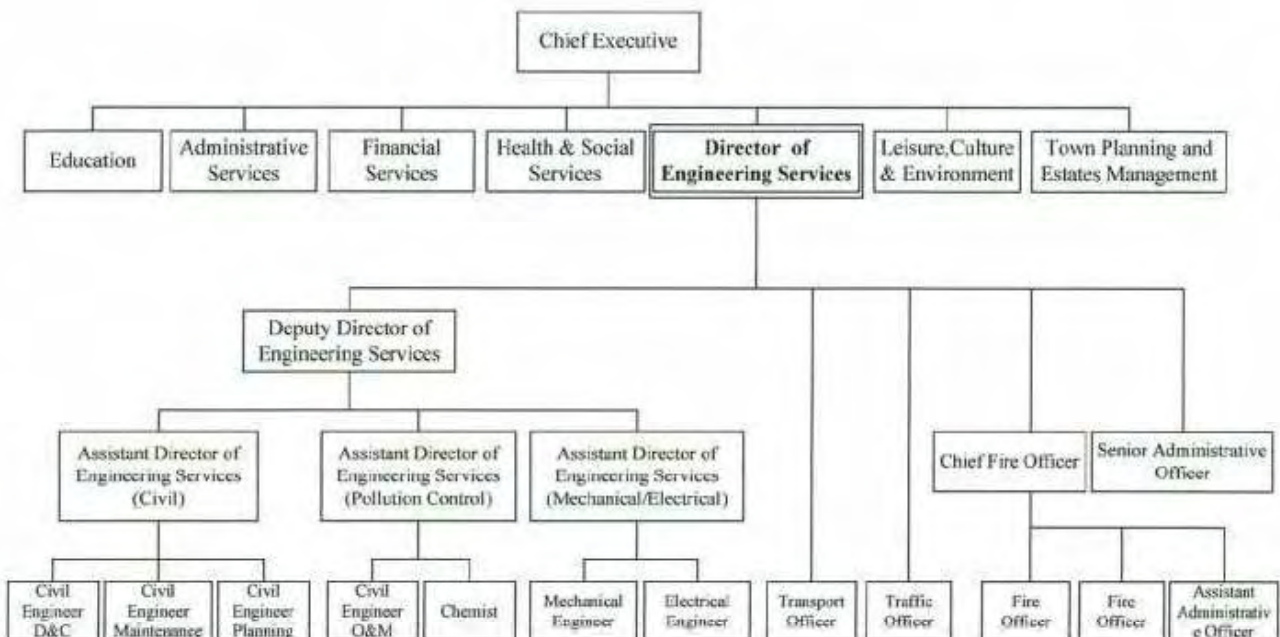 Chief Executive
Education
Administrative
Services
Financial
Services
Health & Social
Services
Director of
Engineering Services
Leisure,Culture
& Environment
Town Planning and
Estates Management
Deputy Director of
Engineering Services
Assistant Director of
Engineering Services
(Civil)
Assistant Director of
Engineering Services
(Pollution Control)
Assistant Director of
Engineering Services
(Mechanical/Electrical)
Chief Fire Officer
Senior Administrative
Officer
Civil
Engineer
D&C
Civil
Engineer
Maintenance
Civil
Engineer
Planning
Civil
Engineer
O&M
Chemist
Mechanical
Engineer
Electrical
Engineer
Transport
Officer
Traffic
Officer
Fire
Officer
Fire
Officer
Assistant
Administrativ
e Officer